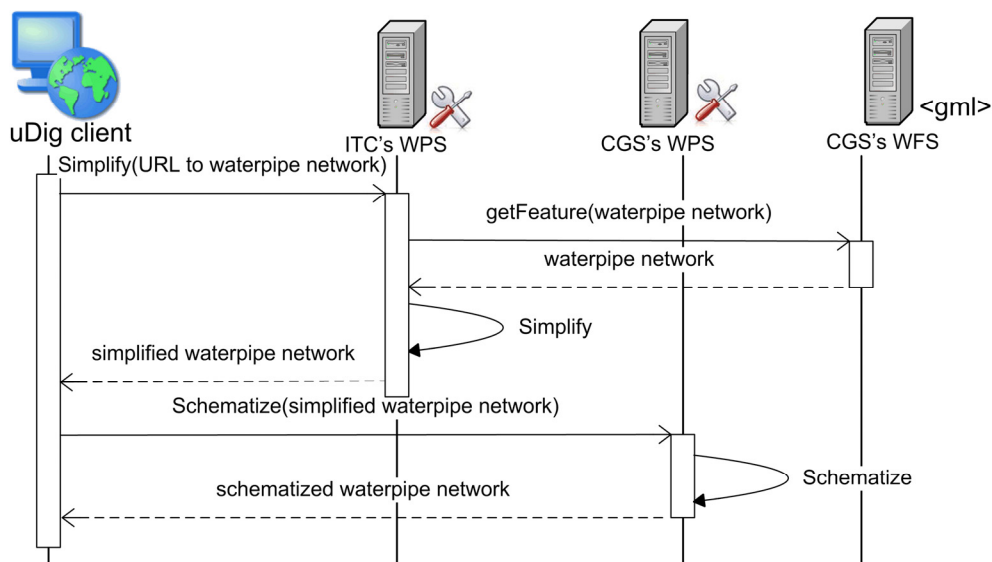 uDig client
ITC's WPS
CGS's WPS
CGS's WFS
<gml>
Simplify(URL to waterpipe network)
getFeature(waterpipe network)
waterpipe network
Simplify
simplified waterpipe network
Schematize(simplified waterpipe network)
Schematize
schematized waterpipe network